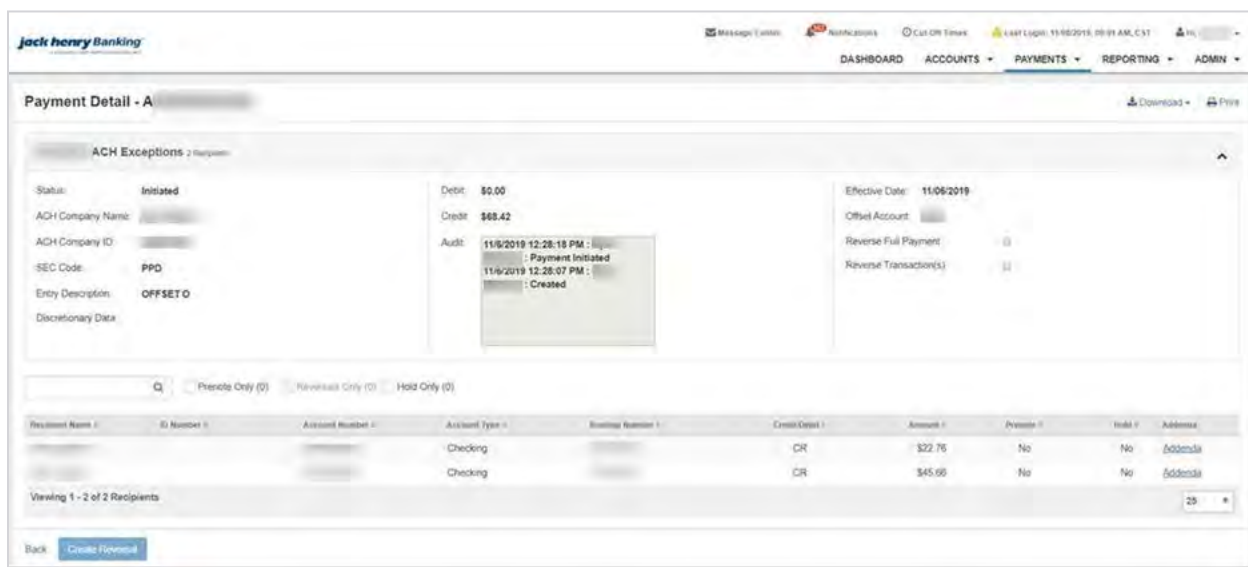 jack henry Banking
Message Center Notifications Cut Off Times Last Login: 11/06/2019, AM, CST
DASHBOARD ACCOUNTS PAYMENTS REPORTING ADMIN
Payment Detail - A
Download Print
ACH Exceptions 2 Recipients
Status: Initiated
ACH Company Name:
ACH Company ID:
SEC Code: PPD
Entry Description: OFFSET O
Discretionary Data:
Debit: $0.00
Credit: $68.42
Audit:
11/6/2019 12:28:18 PM :
: Payment Initiated
11/6/2019 12:28:07 PM :
: Created
Effective Date: 11/06/2019
Offset Account:
Reverse Full Payment
Reverse Transaction(s)
Prenote Only (0) Reversals Only (0) Hold Only (0)
Recipient Name ID Number Account Number Account Type Routing Number Credit/Debit Amount Prenote Hold Addenda
Checking CR $22.76 No No Addenda
Checking CR $45.66 No No Addenda
Viewing 1 - 2 of 2 Recipients
25
Back Create Reversal